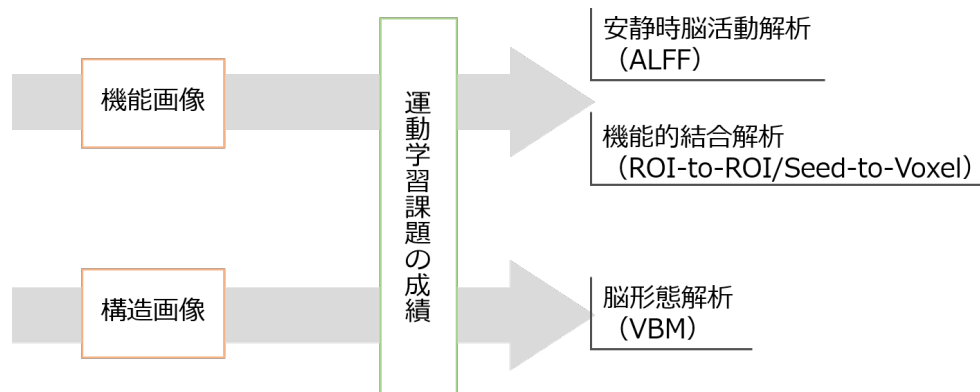 機能画像
構造画像
運動学習課題の成績
安静時脳活動解析
（ALFF）
機能的結合解析
（ROI-to-ROI/Seed-to-Voxel）
脳形態解析
（VBM）